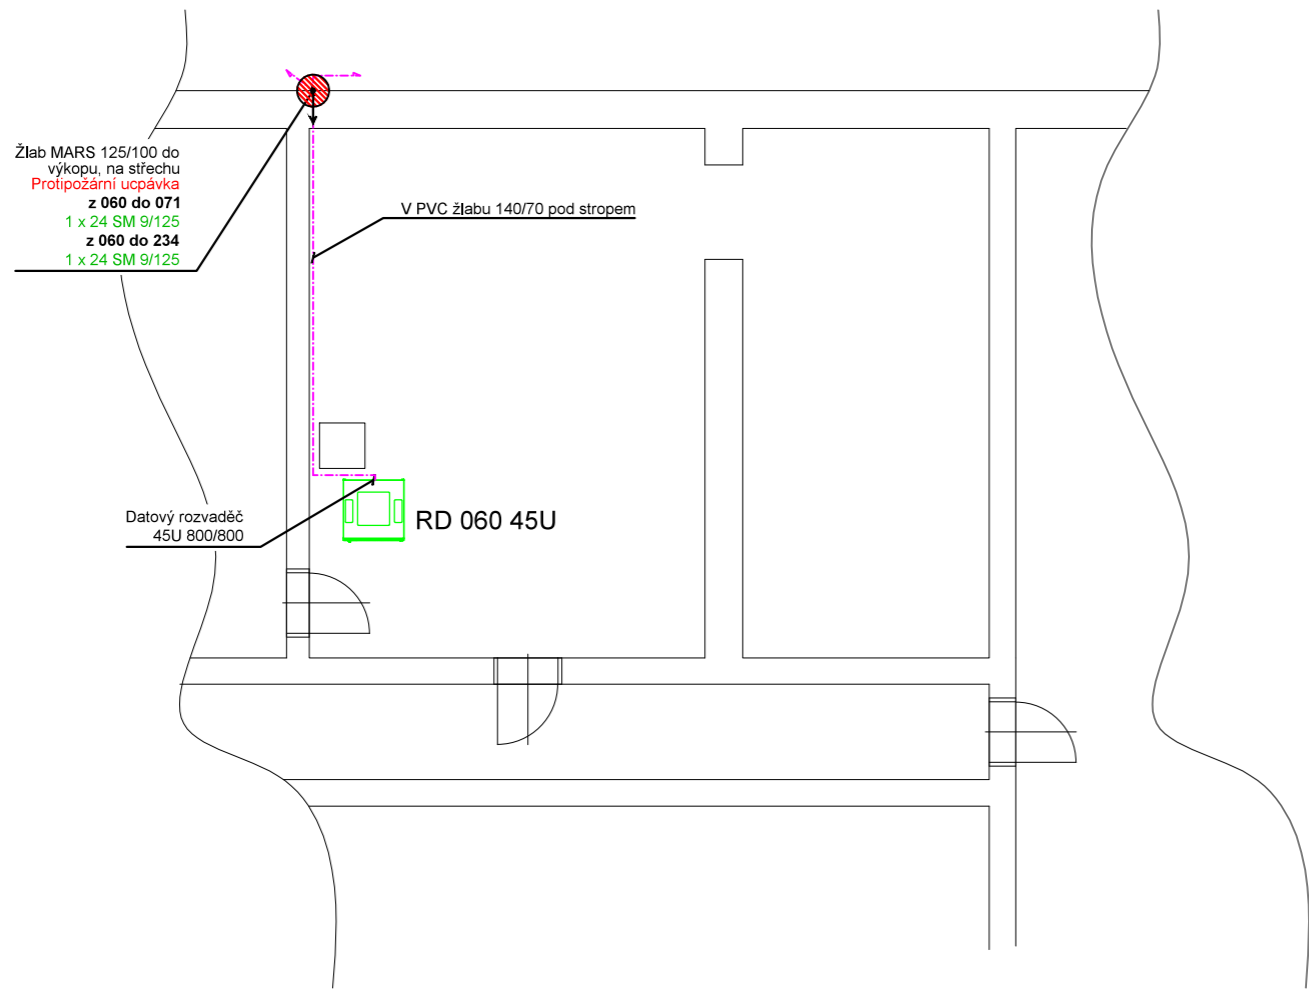 Žlab MARS 125/100 do
výkopu, na střechu
Protipožární ucpávka
z 060 do 071
1 x 24 SM 9/125
z 060 do 234
1 x 24 SM 9/125
V PVC žlabu 140/70 pod stropem
Datový rozvaděč
45U 800/800
RD 060 45U